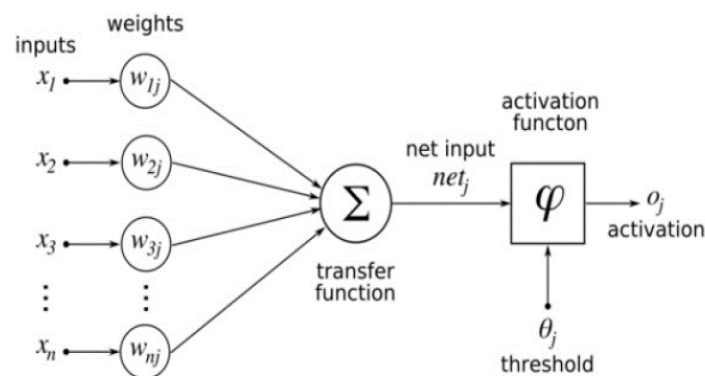 weights
inputs
x₁
w₁ⱼ
x₂
w₂ⱼ
x₃
w₃ⱼ
⋮
⋮
xₙ
wₙⱼ
Σ
transfer
function
net input
netⱼ
activation
functon
φ
oⱼ
activation
θⱼ
threshold